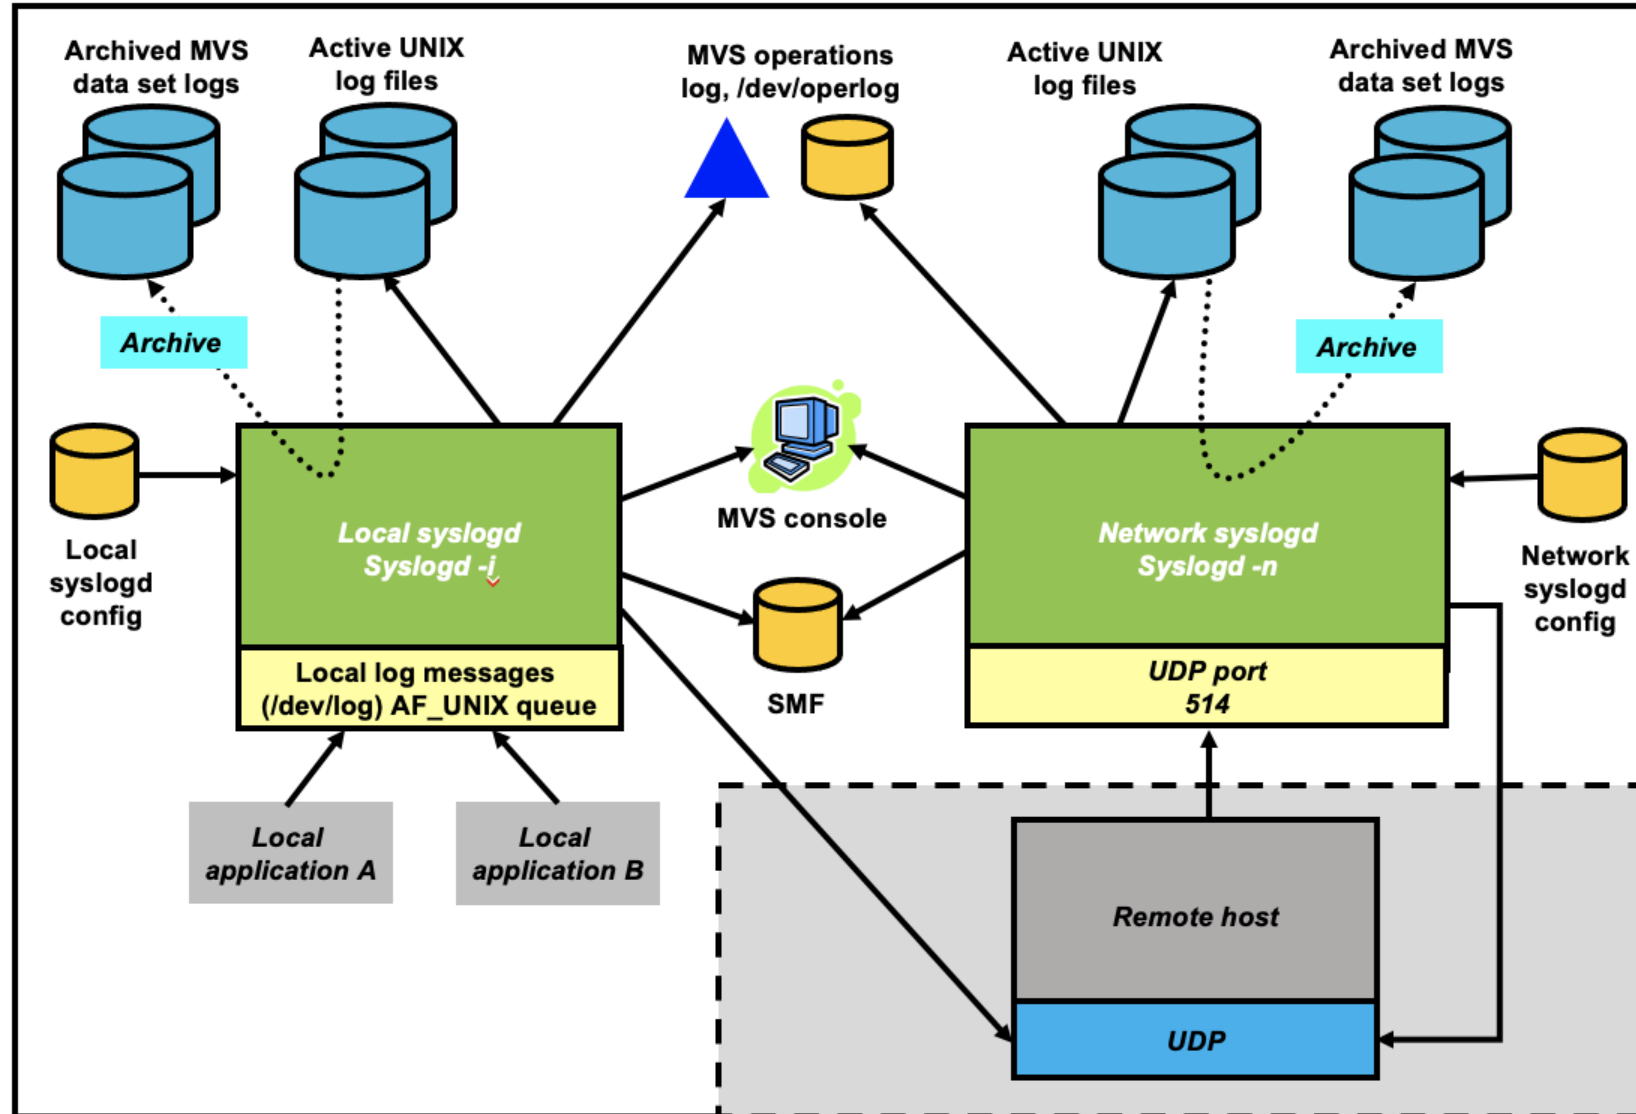 Archived MVS
data set logs
Active UNIX
log files
MVS operations
log, /dev/operlog
Active UNIX
log files
Archived MVS
data set logs
Archive
Archive
Local
syslogd
config
Local syslogd
Syslogd -i
MVS console
Network syslogd
Syslogd -n
Network
syslogd
config
Local log messages
(/dev/log) AF_UNIX queue
SMF
UDP port
514
Local
application A
Local
application B
Remote host
UDP